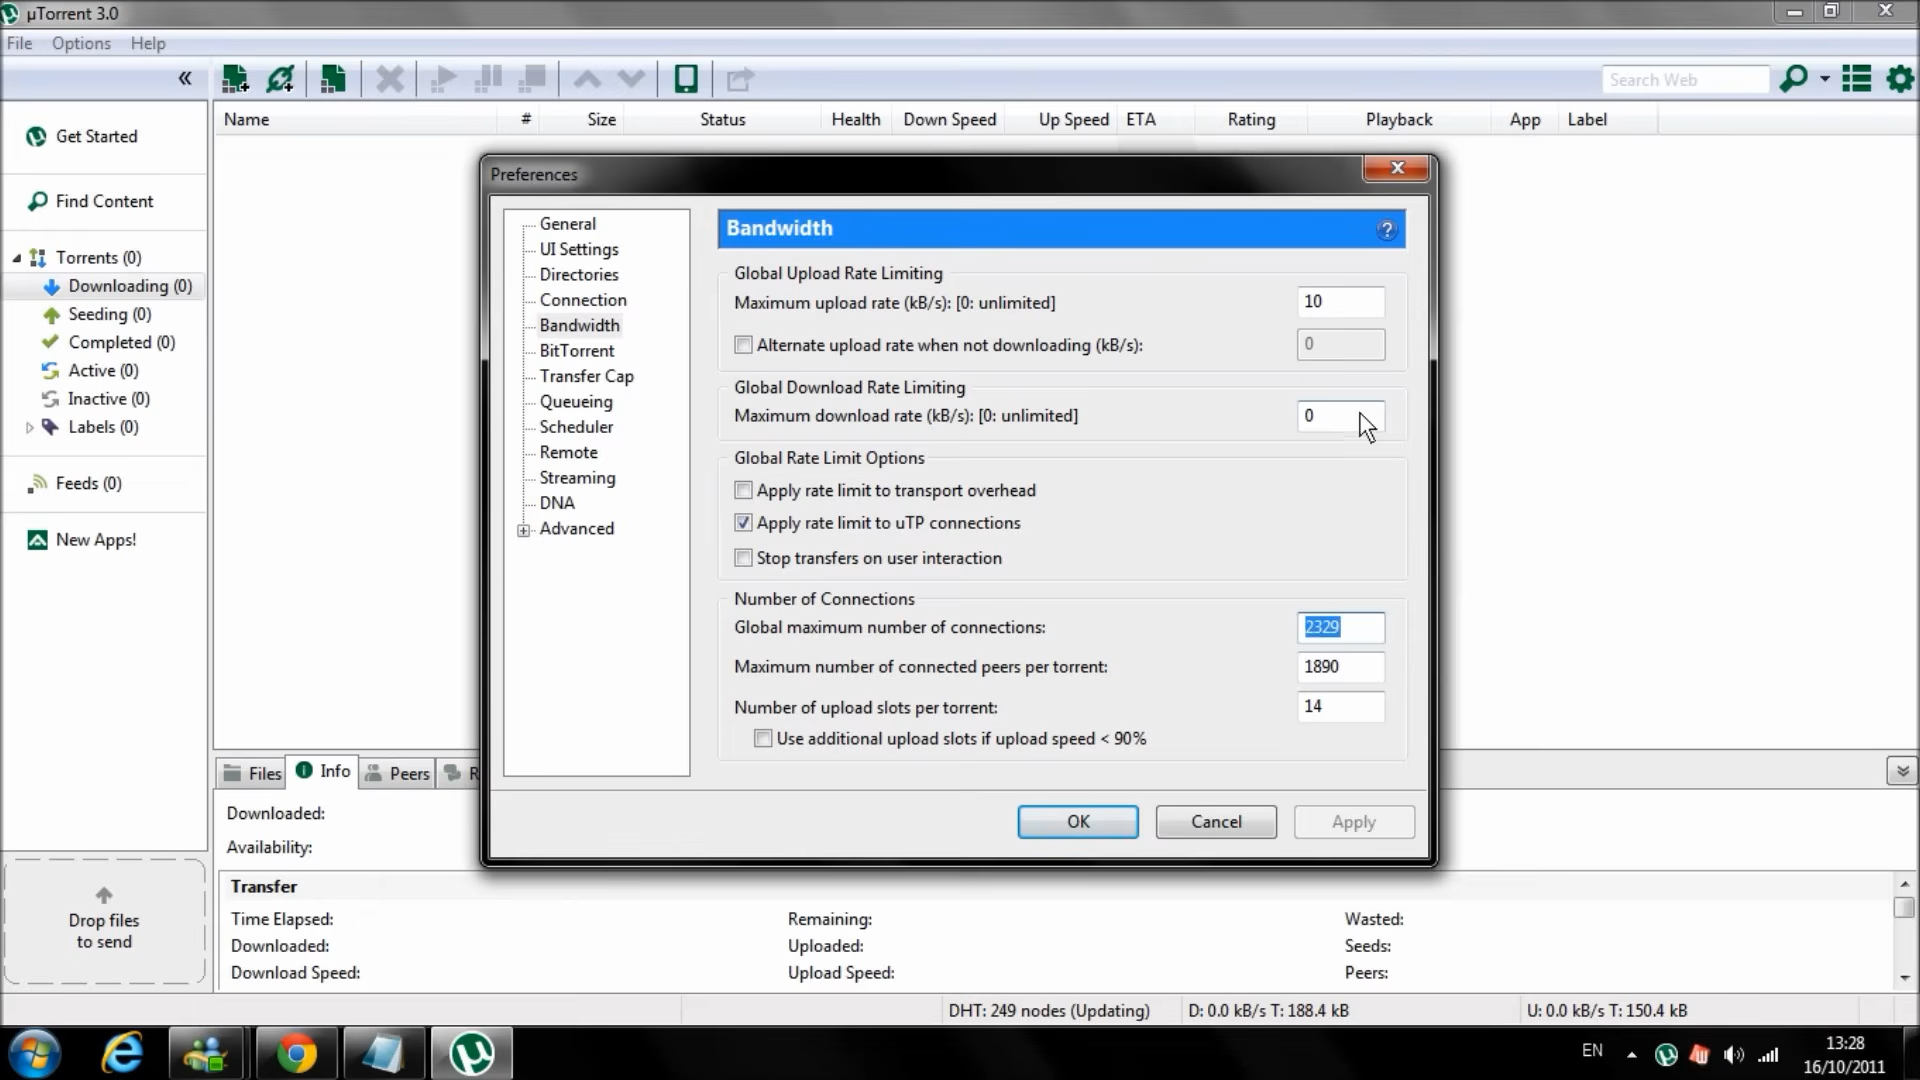 µTorrent 3.0
File Options Help
Search Web
Name # Size Status Health Down Speed Up Speed ETA Rating Playback App Label
Get Started
Find Content
Torrents (0)
Downloading (0)
Seeding (0)
Completed (0)
Active (0)
Inactive (0)
Labels (0)
Feeds (0)
New Apps!
Drop files
to send
Preferences
General
UI Settings
Directories
Connection
Bandwidth
BitTorrent
Transfer Cap
Queueing
Scheduler
Remote
Streaming
DNA
Advanced
Bandwidth
Global Upload Rate Limiting
Maximum upload rate (kB/s): [0: unlimited] 10
Alternate upload rate when not downloading (kB/s): 0
Global Download Rate Limiting
Maximum download rate (kB/s): [0: unlimited] 0
Global Rate Limit Options
Apply rate limit to transport overhead
Apply rate limit to uTP connections
Stop transfers on user interaction
Number of Connections
Global maximum number of connections: 2329
Maximum number of connected peers per torrent: 1890
Number of upload slots per torrent: 14
Use additional upload slots if upload speed < 90%
OK Cancel Apply
Files Info Peers R
Downloaded:
Availability:
Transfer
Time Elapsed: Remaining: Wasted:
Downloaded: Uploaded: Seeds:
Download Speed: Upload Speed: Peers:
DHT: 249 nodes (Updating) D: 0.0 kB/s T: 188.4 kB U: 0.0 kB/s T: 150.4 kB
EN
13:28
16/10/2011